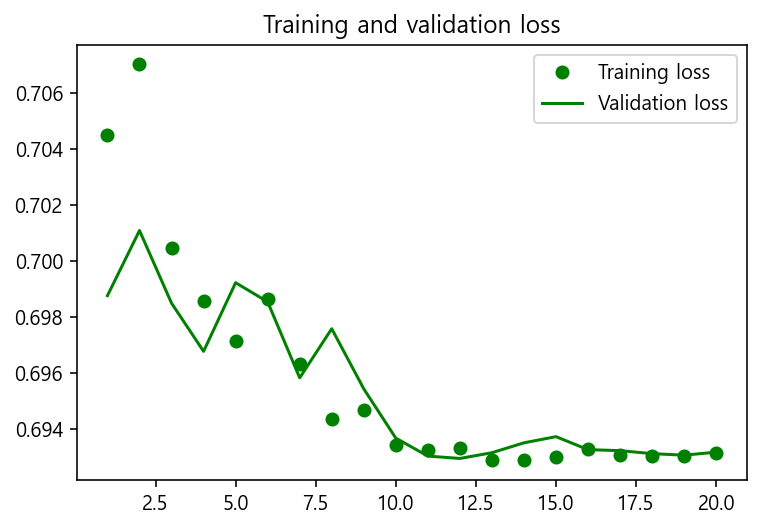 Training and validation loss
Training loss
Validation loss
0.706
0.704
0.702
0.700
0.698
0.696
0.694
2.5 5.0 7.5 10.0 12.5 15.0 17.5 20.0